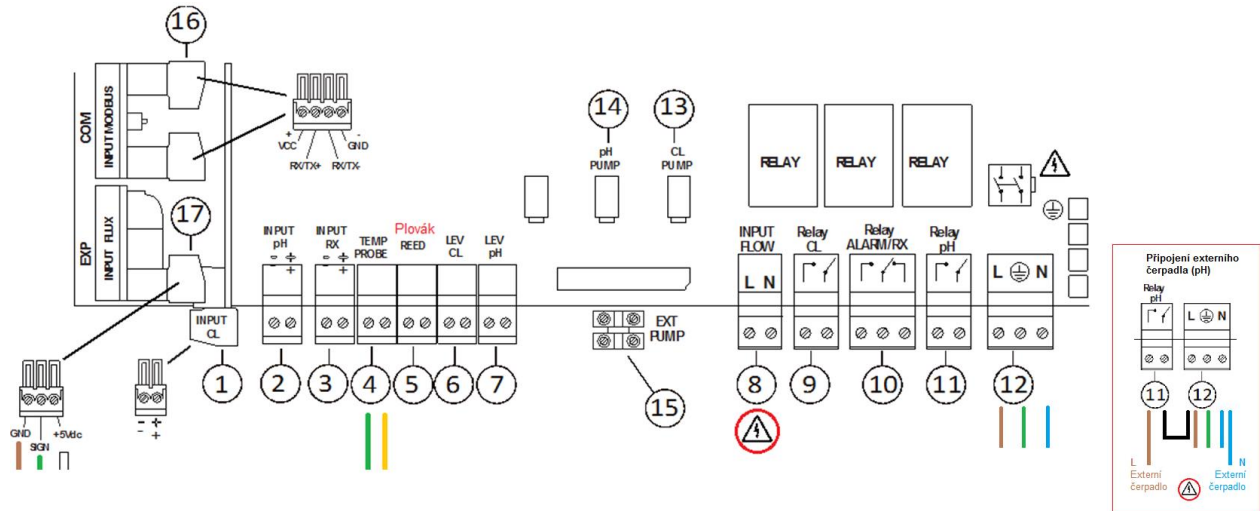 16
COM
INPUT MODBUS
+
VCC
-
GND
RX/TX+
RX/TX-
14
13
pH
PUMP
CL
PUMP
RELAY
RELAY
RELAY
EXP
INPUT FLUX
17
INPUT
pH
-
+
INPUT
RX
-
+
TEMP
PROBE
Plovák
REED
LEV
CL
LEV
pH
INPUT
FLOW
L N
Relay
CL
Relay
ALARM/RX
Relay
pH
L N
INPUT
CL
EXT
PUMP
1
2
3
4
5
6
7
15
8
9
10
11
12
GND
SIGN
+5Vdc
-
+
Připojení externího
čerpadla (pH)
Relay
pH
L N
11
12
L
Externí
čerpadlo
N
Externí
čerpadlo